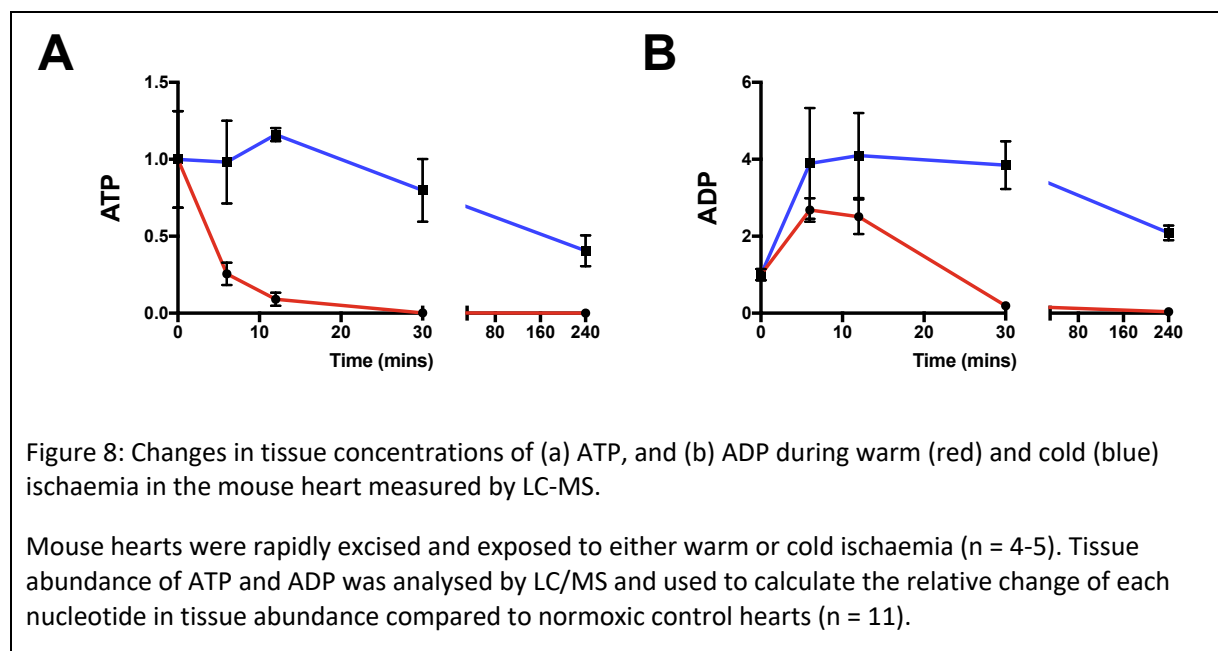 A
B
1.5
1.0
0.5
0.0
ATP
0 10 20 30 80 160 240
Time (mins)
6
4
2
0
ADP
0 10 20 30 80 160 240
Time (mins)
Figure 8: Changes in tissue concentrations of (a) ATP, and (b) ADP during warm (red) and cold (blue)
ischaemia in the mouse heart measured by LC-MS.
Mouse hearts were rapidly excised and exposed to either warm or cold ischaemia (n = 4-5). Tissue
abundance of ATP and ADP was analysed by LC/MS and used to calculate the relative change of each
nucleotide in tissue abundance compared to normoxic control hearts (n = 11).